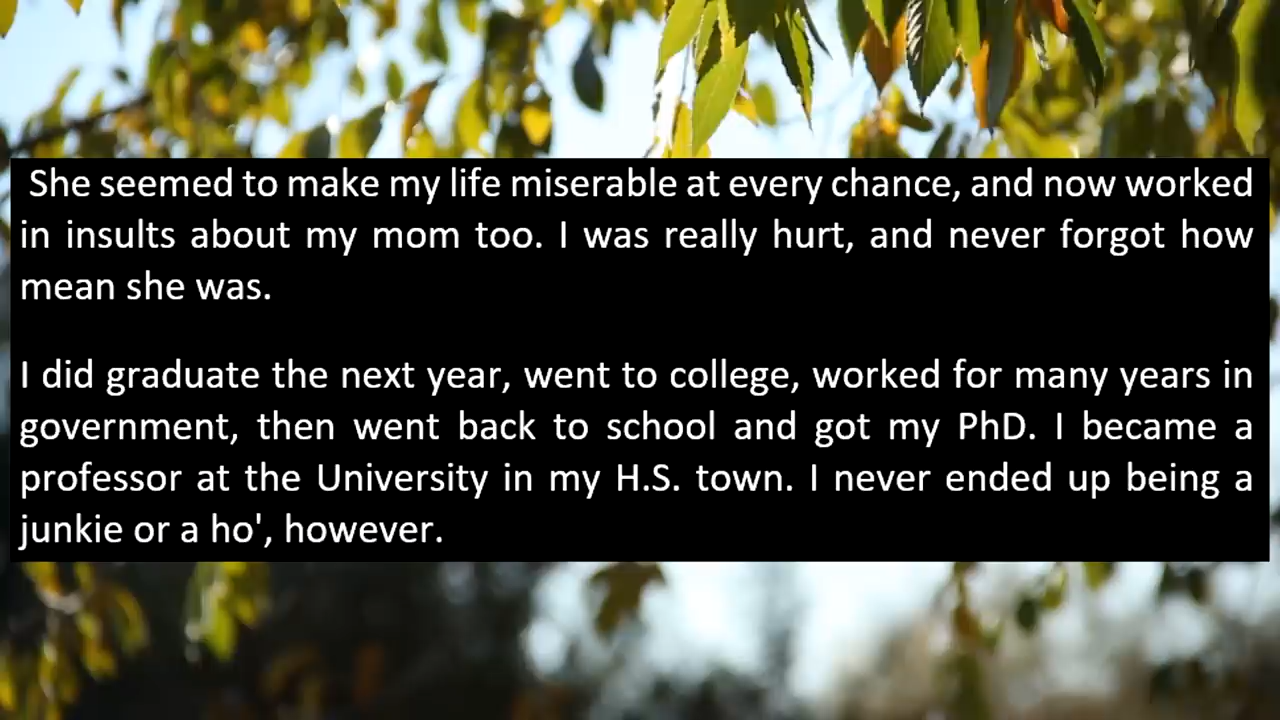 She seemed to make my life miserable at every chance, and now worked
in insults about my mom too. I was really hurt, and never forgot how
mean she was.
I did graduate the next year, went to college, worked for many years in
government, then went back to school and got my PhD. I became a
professor at the University in my H.S. town. I never ended up being a
junkie or a ho', however.